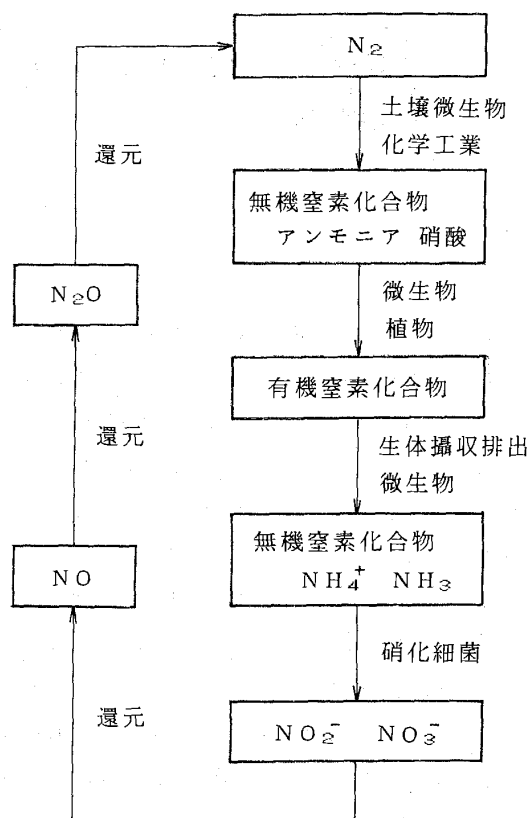 N₂
土壌微生物
化学工業
還元
無機窒素化合物
アンモニア 硝酸
N₂O
微生物
植物
有機窒素化合物
還元
生体攝収排出
微生物
無機窒素化合物
NH₄⁺ NH₃
NO
硝化細菌
還元
NO₂⁻ NO₃⁻